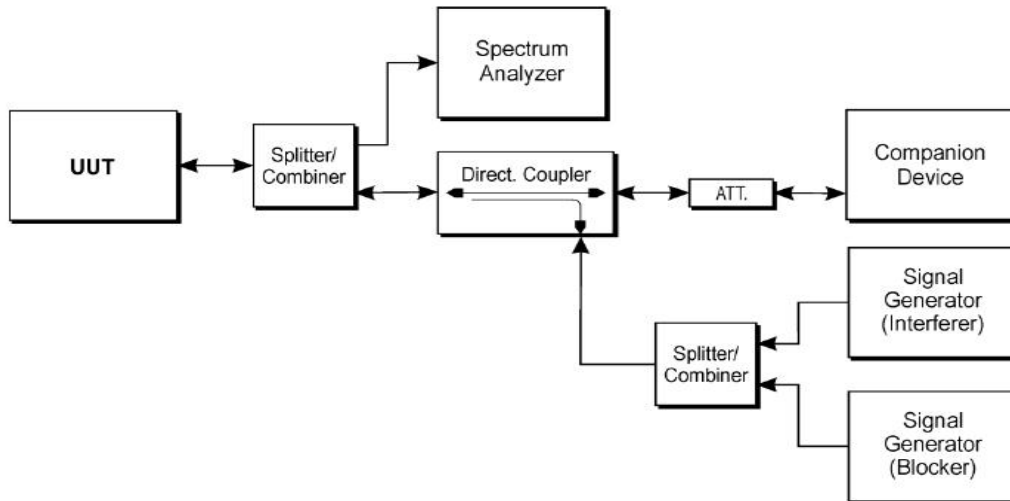 Spectrum
Analyzer
UUT
Splitter/
Combiner
Direct. Coupler
ATT.
Companion
Device
Signal
Generator
(Interferer)
Splitter/
Combiner
Signal
Generator
(Blocker)